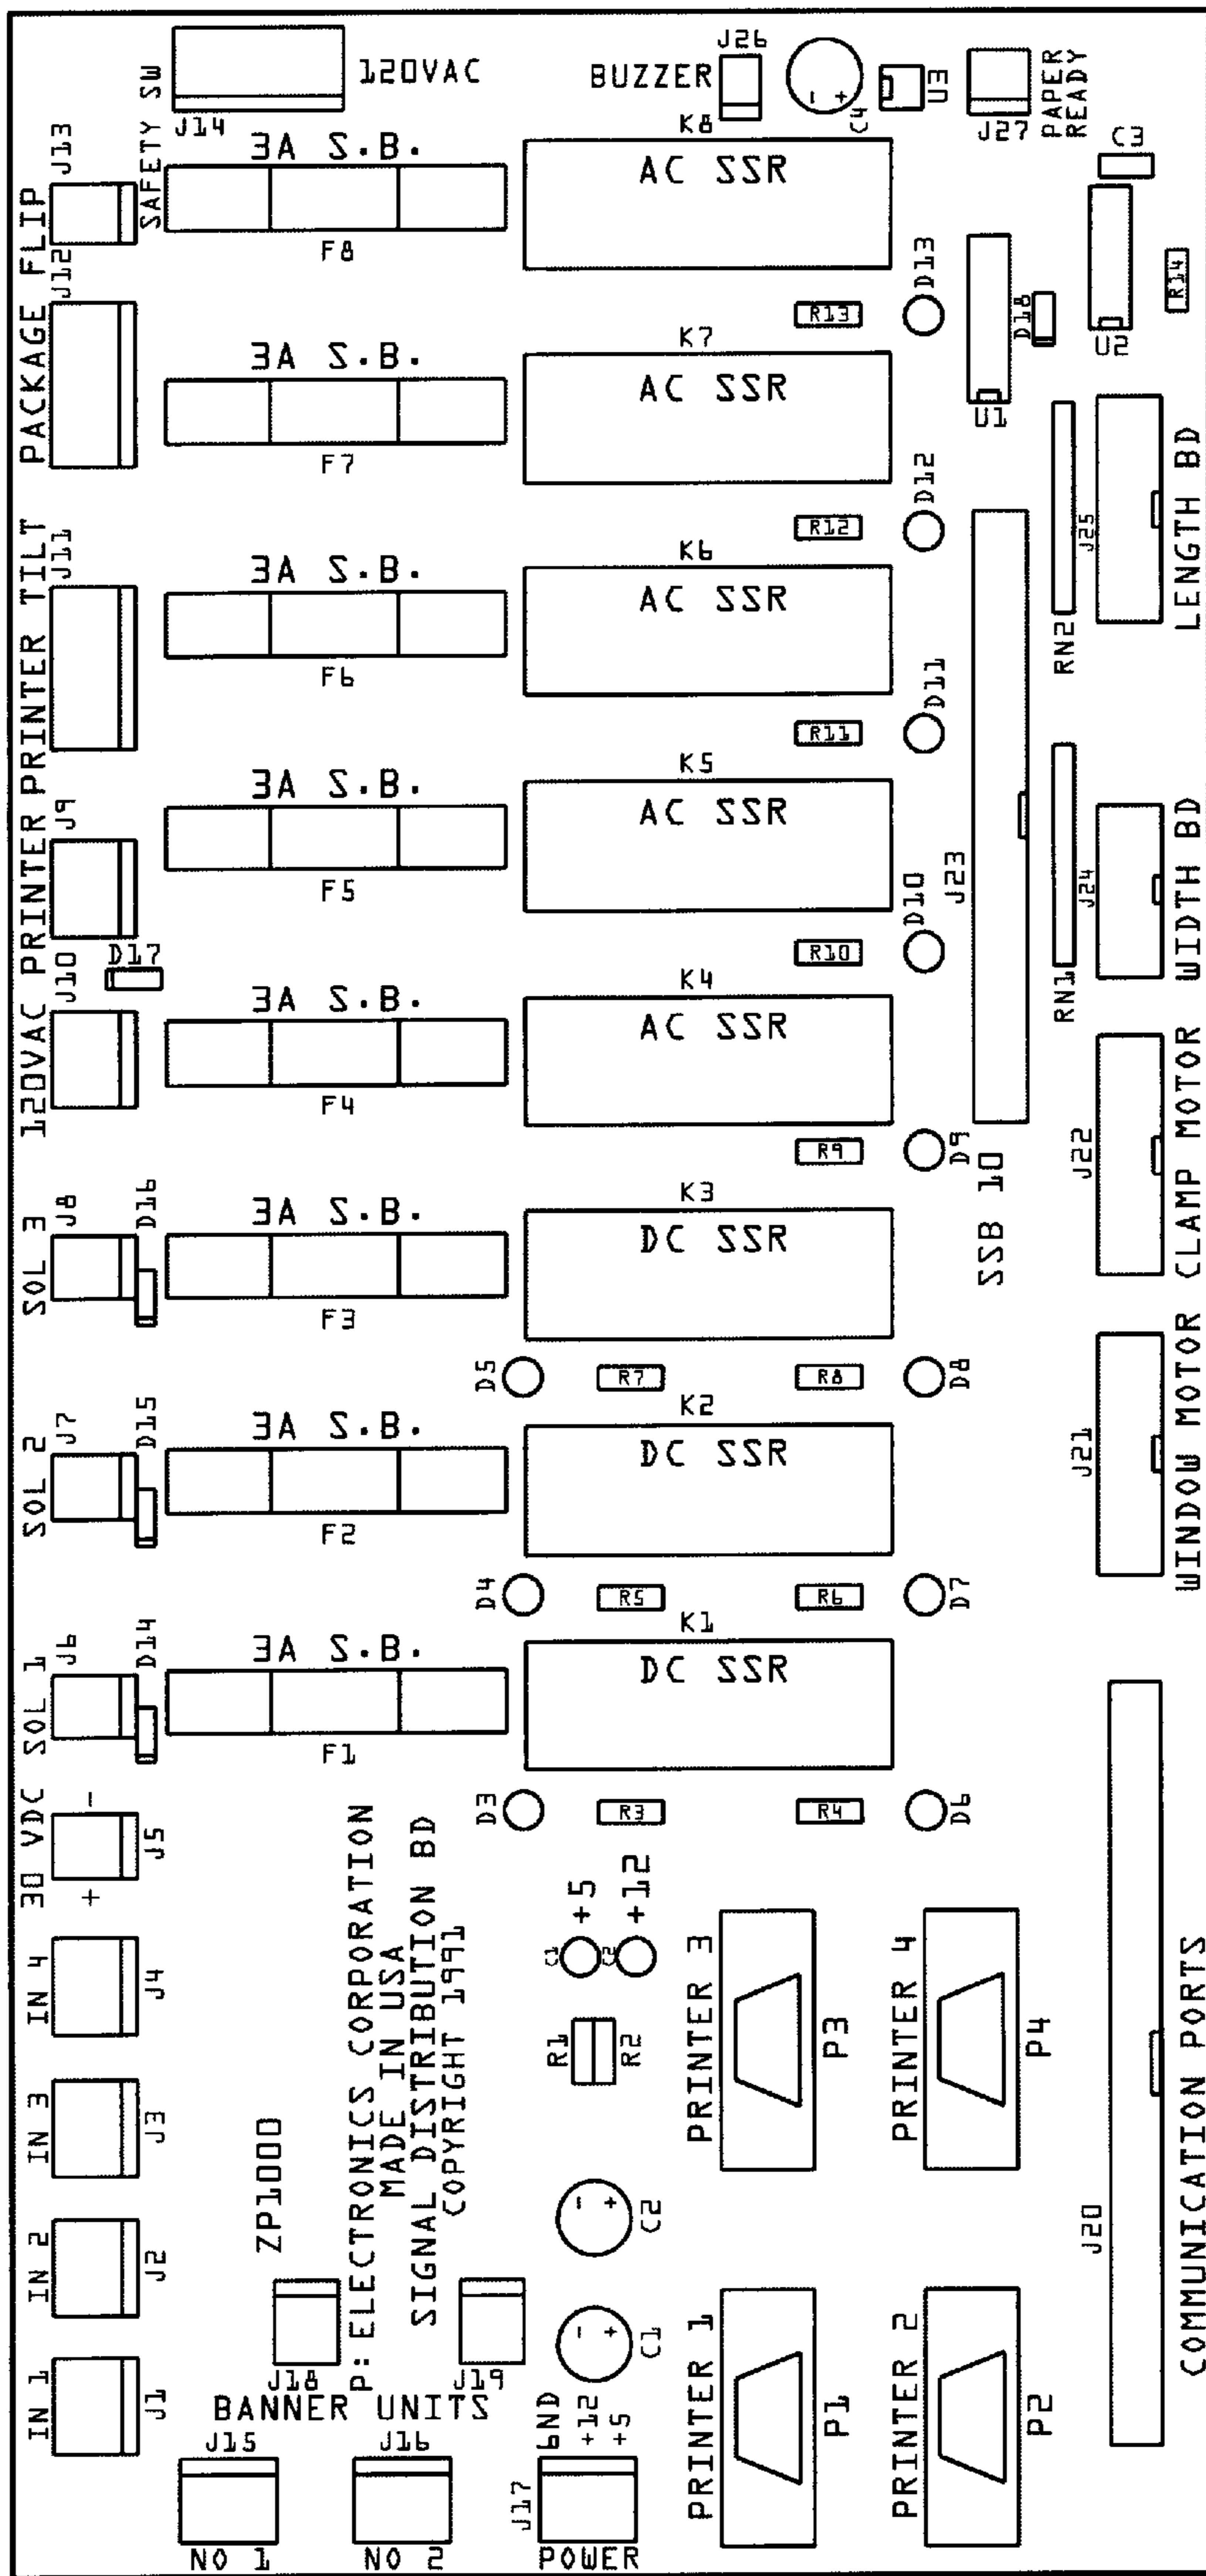 120VAC
J14
SAFETY SW
J13
PACKAGE FLIP
J12
PRINTER TILT
J11
PRINTER
J9
D17
120VAC
J10
SOL 3
J8
D16
SOL 2
J7
D15
SOL 1
J6
D14
30 VDC
+ -
J5
IN 4
J4
IN 3
J3
IN 2
J2
IN 1
J1
BUZZER
J26
C4
- +
U3
J27
PAPER
READY
C3
3A S.B.
F8
K8
AC SSR
R13
D13
3A S.B.
F7
K7
AC SSR
R12
D12
3A S.B.
F6
K6
AC SSR
R11
D11
3A S.B.
F5
K5
AC SSR
R10
D10
3A S.B.
F4
K4
AC SSR
R9
D9
3A S.B.
F3
K3
DC SSR
D5
R7
R8
D8
3A S.B.
F2
K2
DC SSR
D4
R5
R6
D7
3A S.B.
F1
K1
DC SSR
D3
R3
R4
D6
U1
D18
U2
R14
J23
SSB 10
RN2
RN1
J25
LENGTH BD
J24
WIDTH BD
J22
CLAMP MOTOR
J21
WINDOW MOTOR
J20
COMMUNICATION PORTS
ZP1000
P: ELECTRONICS CORPORATION
MADE IN USA
SIGNAL DISTRIBUTION BD
COPYRIGHT 1991
C1
+5
C2
+12
R1
R2
C2
- +
C1
- +
J18
J19
BANNER UNITS
J15
NO 1
J16
NO 2
GND
+12
+5
J17
POWER
PRINTER 3
P3
PRINTER 4
P4
PRINTER 1
P1
PRINTER 2
P2